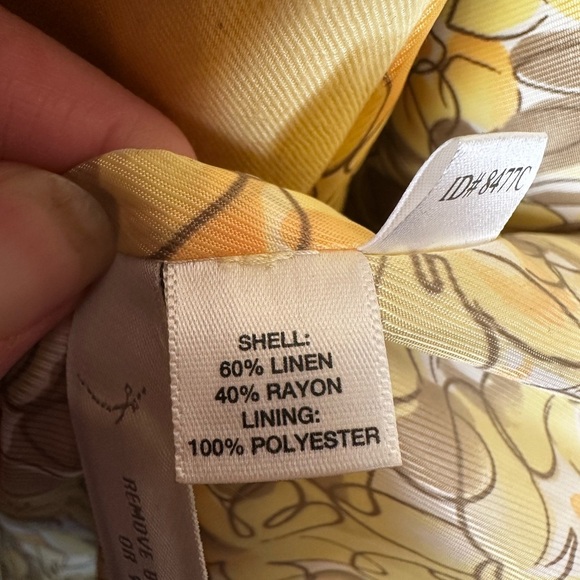 ID# 8477C
SHELL:
60% LINEN
40% RAYON
LINING:
100% POLYESTER
REMOVE
OR